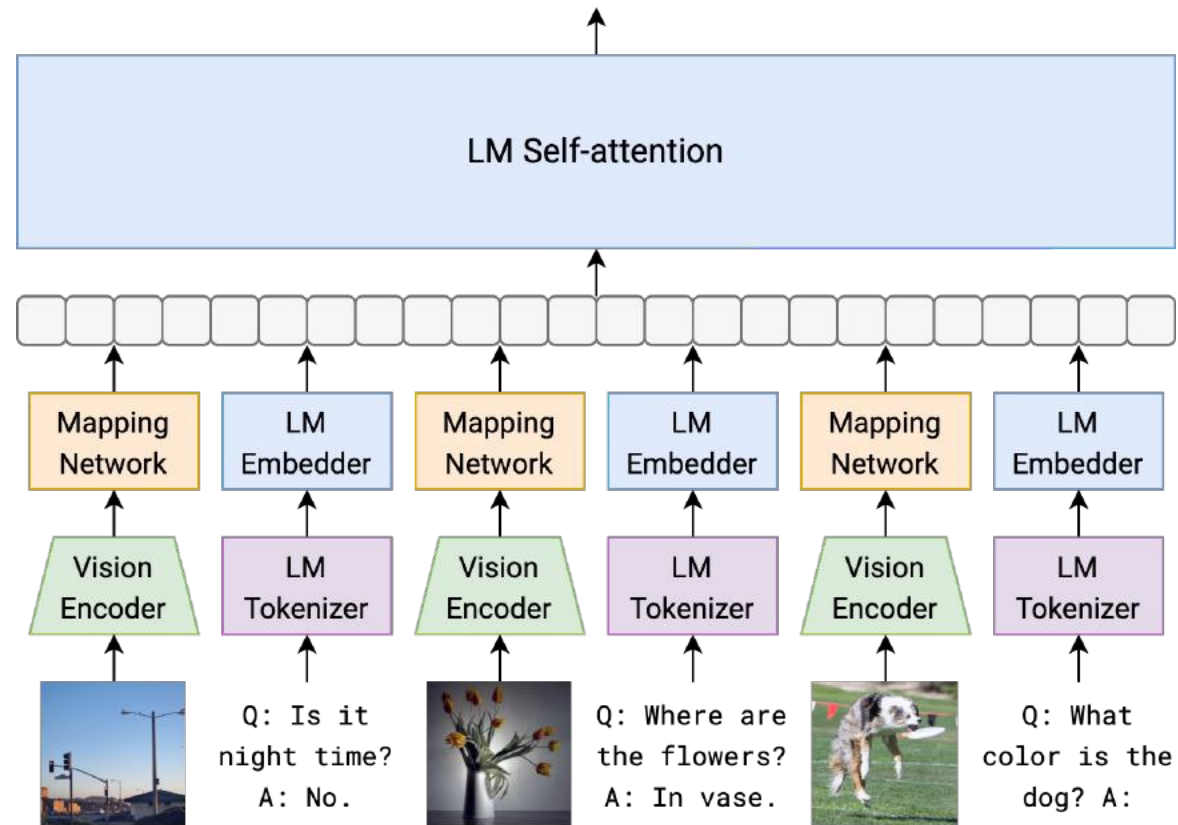 LM Self-attention
Mapping
Network
LM
Embedder
Mapping
Network
LM
Embedder
Mapping
Network
LM
Embedder
Vision
Encoder
LM
Tokenizer
Vision
Encoder
LM
Tokenizer
Vision
Encoder
LM
Tokenizer
Q: Is it
night time?
A: No.
Q: Where are
the flowers?
A: In vase.
Q: What
color is the
dog? A: